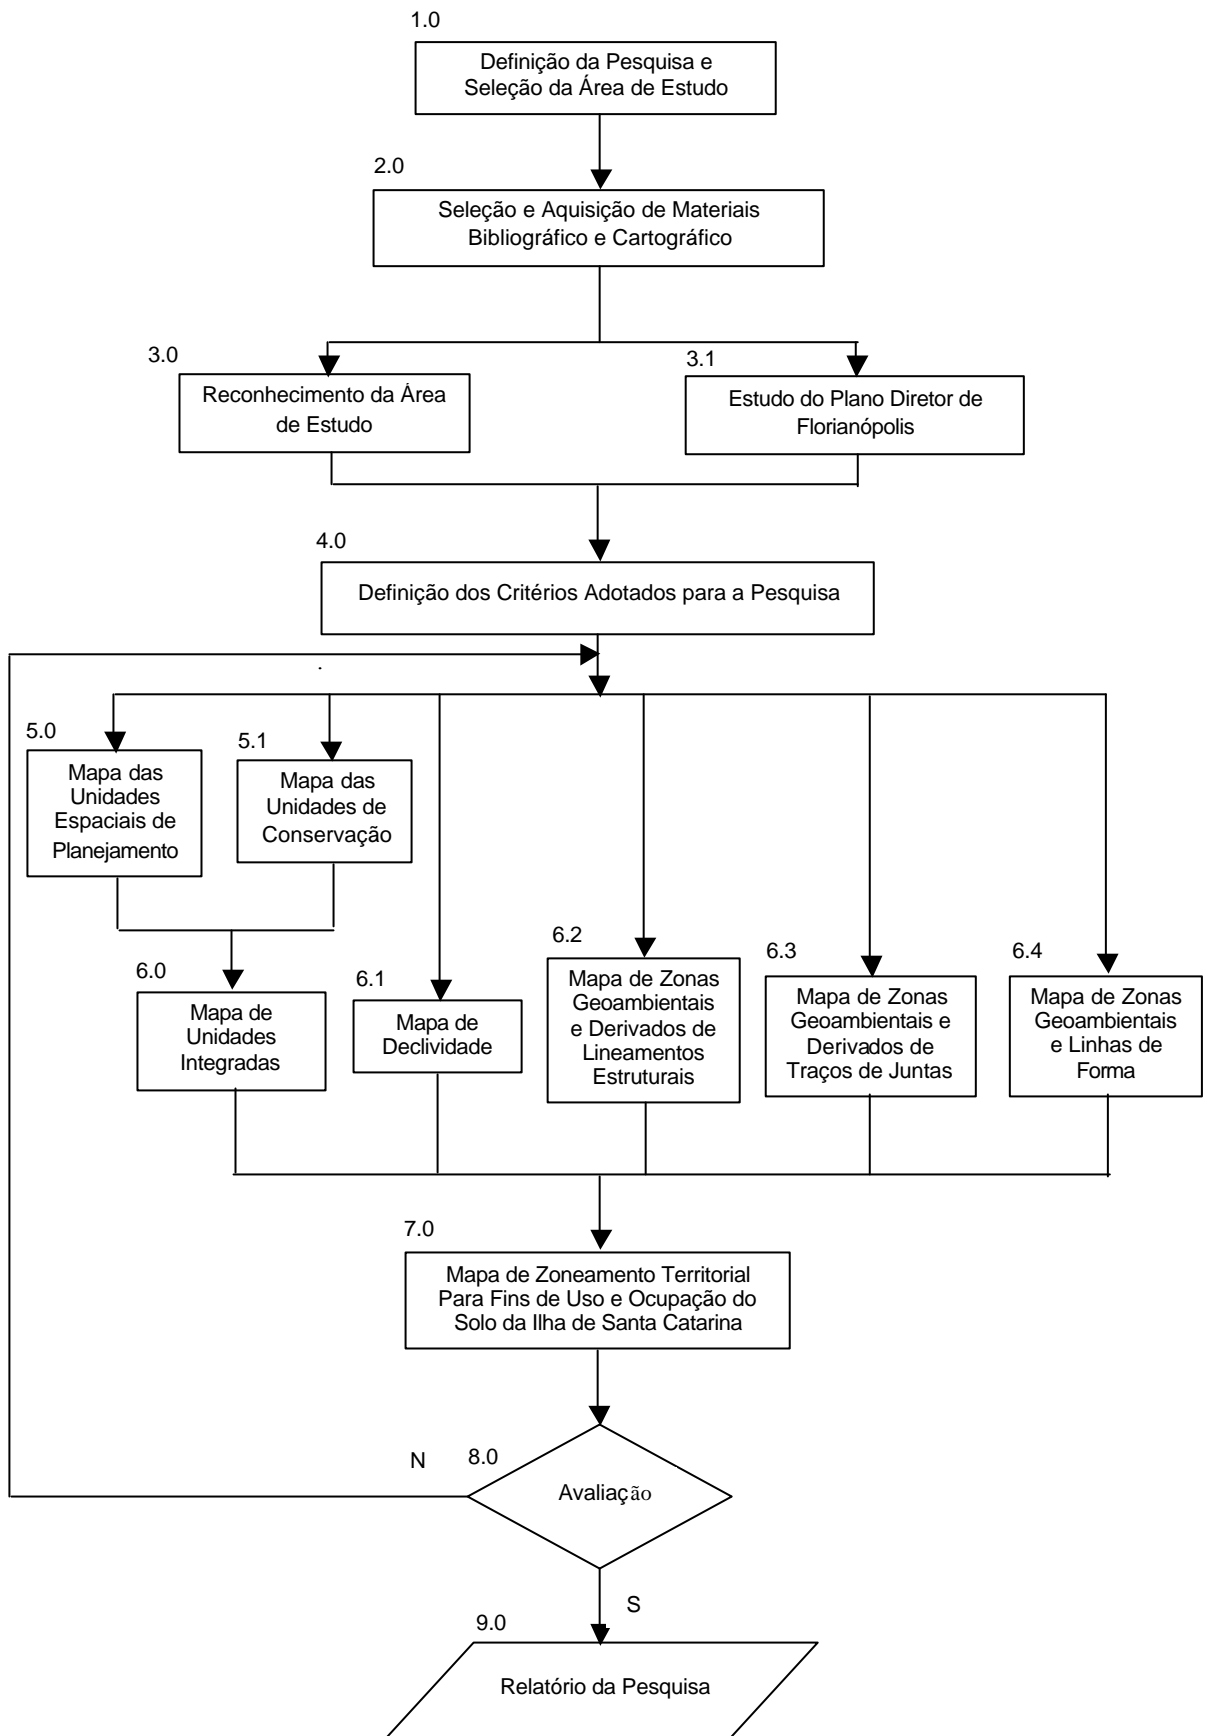 1.0
Definição da Pesquisa e
Seleção da Área de Estudo
2.0
Seleção e Aquisição de Materiais
Bibliográfico e Cartográfico
3.0
Reconhecimento da Área
de Estudo
3.1
Estudo do Plano Diretor de
Florianópolis
4.0
Definição dos Critérios Adotados para a Pesquisa
.
5.0
Mapa das
Unidades
Espaciais de
Planejamento
5.1
Mapa das
Unidades de
Conservação
6.0
Mapa de
Unidades
Integradas
6.1
Mapa de
Declividade
6.2
Mapa de Zonas
Geoambientais
e Derivados de
Lineamentos
Estruturais
6.3
Mapa de Zonas
Geoambientais e
Derivados de
Traços de Juntas
6.4
Mapa de Zonas
Geoambientais
e Linhas de
Forma
7.0
Mapa de Zoneamento Territorial
Para Fins de Uso e Ocupação do
Solo da Ilha de Santa Catarina
N
8.0
Avaliação
S
9.0
Relatório da Pesquisa